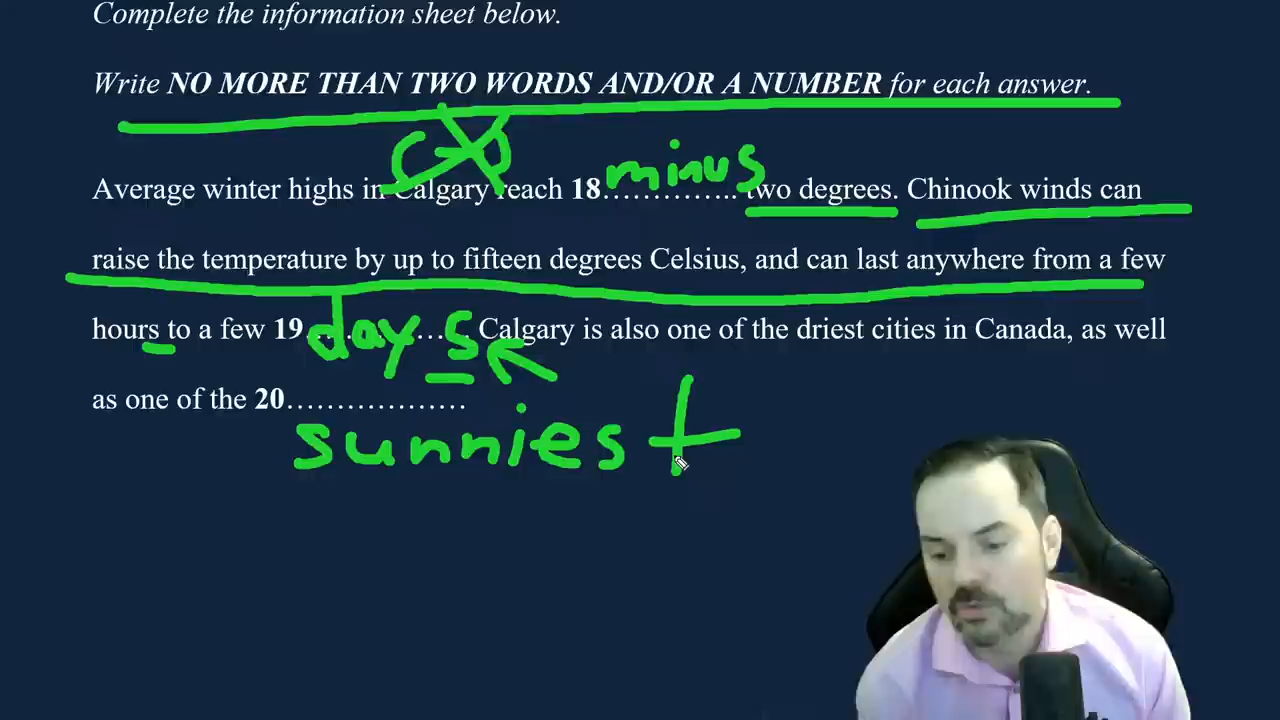 Complete the information sheet below.
Write NO MORE THAN TWO WORDS AND/OR A NUMBER for each answer.
Average winter highs in Calgary reach 18 minus………….. two degrees. Chinook winds can
raise the temperature by up to fifteen degrees Celsius, and can last anywhere from a few
hours to a few 19 days……………. Calgary is also one of the driest cities in Canada, as well
as one of the 20………………
sunniest